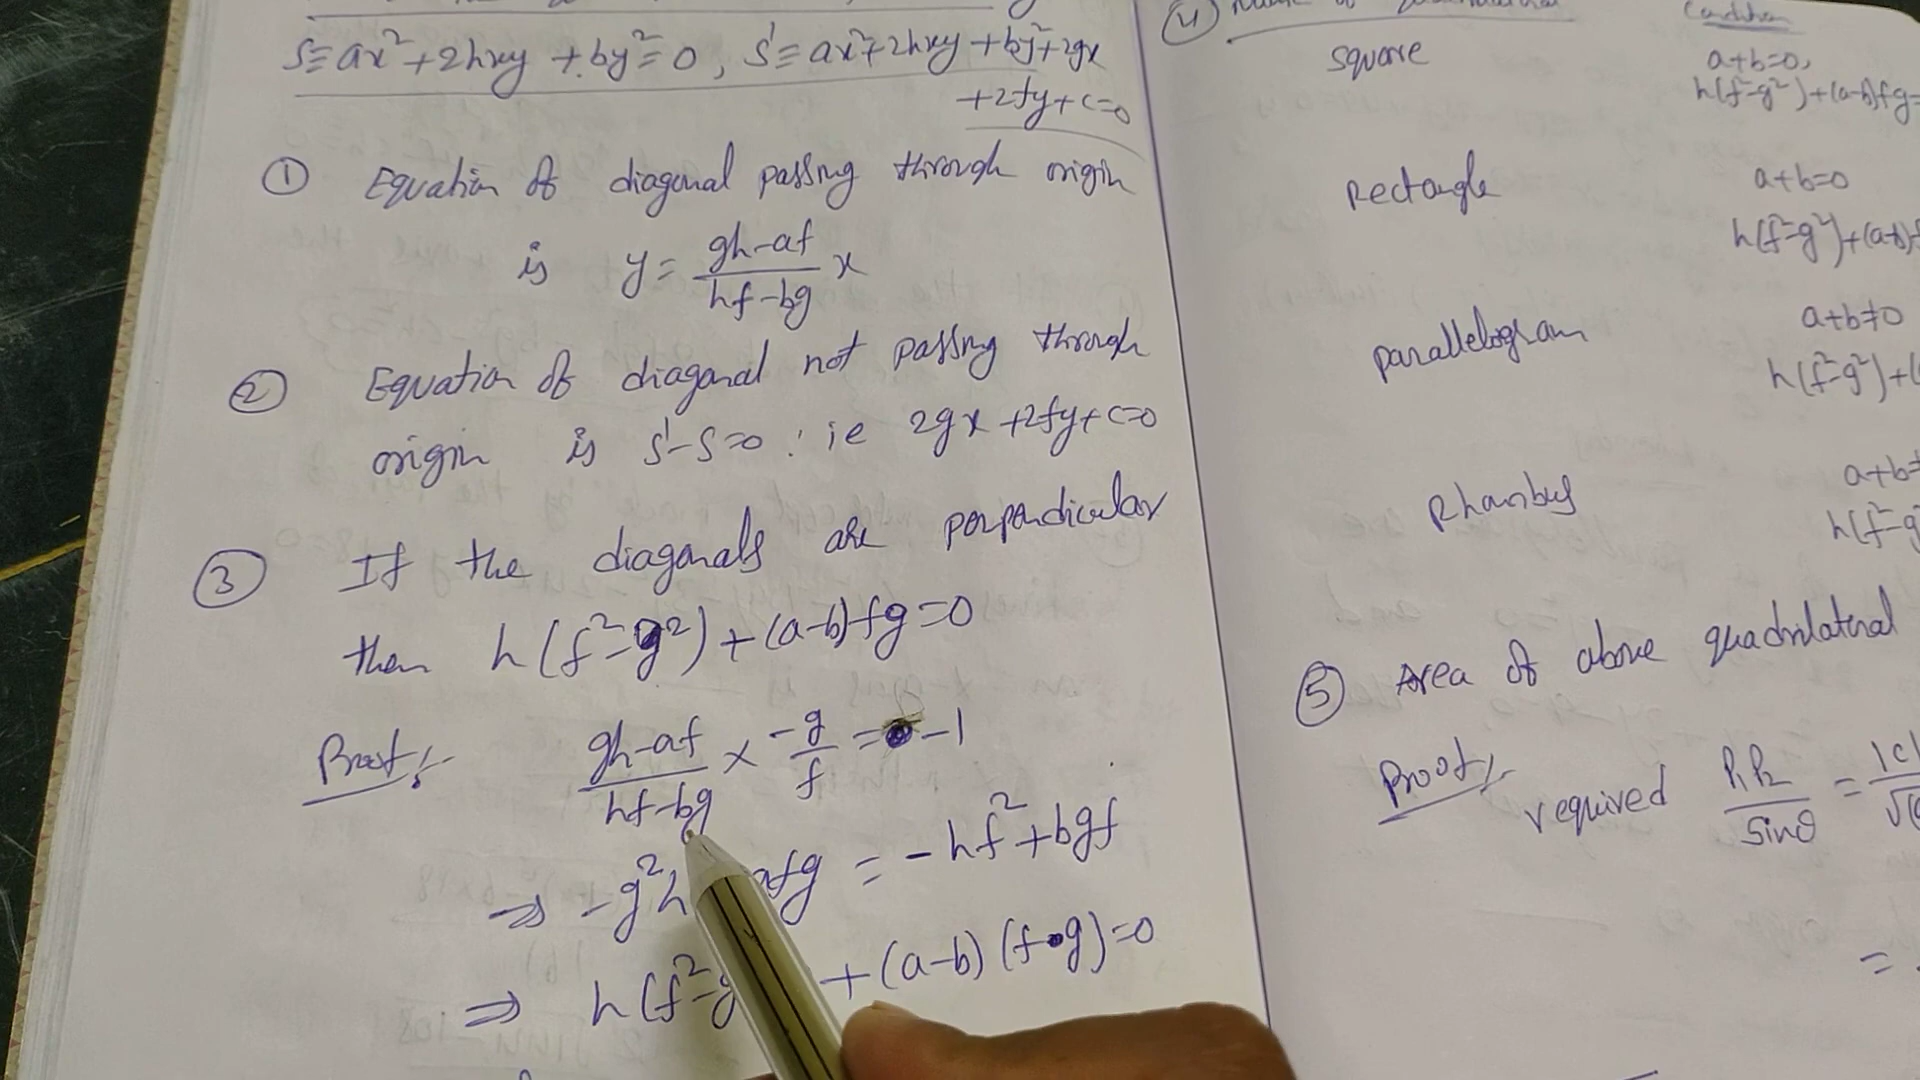 S≡ax²+2hxy+by²=0, S'≡ax²+2hxy+by²+2gx
+2fy+c=0
① Equation of diagonal passing through origin
is y = (gh-af)/(hf-bg) x
② Equation of diagonal not passing through
origin is S'-S=0 : ie 2gx+2fy+c=0
③ If the diagonals are perpendicular
then h(f²-g²)+(a-b)fg=0
Proof:- (gh-af)/(hf-bg) × -g/f = -1
⇒ -g²h afg = -hf²+bgf
⇒ h(f²-g +(a-b)(f•g)=0
④
Condition
square a+b=0,
h(f²-g²)+(a-b)fg=
Rectangle a+b=0
h(f²-g²)+(a-b)f
parallelogram a+b≠0
h(f²-g²)+(
Rhombus a+b≠
h(f²-g²
⑤ Area of above quadrilateral
Proof:- required P₁P₂/sinθ = |c|/√(
=